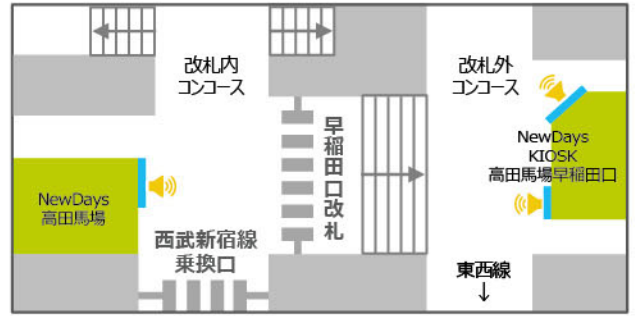 改札内
コンコース
改札外
コンコース
早稲田口改札
NewDays
KIOSK
高田馬場早稲田口
NewDays
高田馬場
西武新宿線
乗換口
東西線
↓